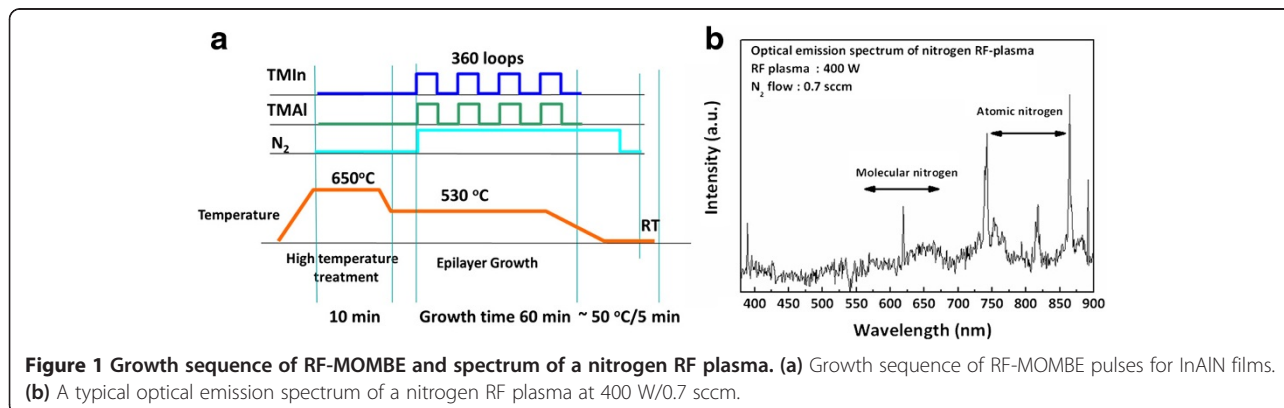 a
360 loops
TMIn
TMAl
N₂
650°C
530 °C
Temperature
RT
High temperature
treatment
Epilayer Growth
10 min
Growth time 60 min
~ 50 °C/5 min
b
Optical emission spectrum of nitrogen RF-plasma
RF plasma : 400 W
N₂ flow : 0.7 sccm
Atomic nitrogen
Molecular nitrogen
Intensity (a.u.)
400 450 500 550 600 650 700 750 800 850 900
Wavelength (nm)
Figure 1 Growth sequence of RF-MOMBE and spectrum of a nitrogen RF plasma. (a) Growth sequence of RF-MOMBE pulses for InAlN films.
(b) A typical optical emission spectrum of a nitrogen RF plasma at 400 W/0.7 sccm.